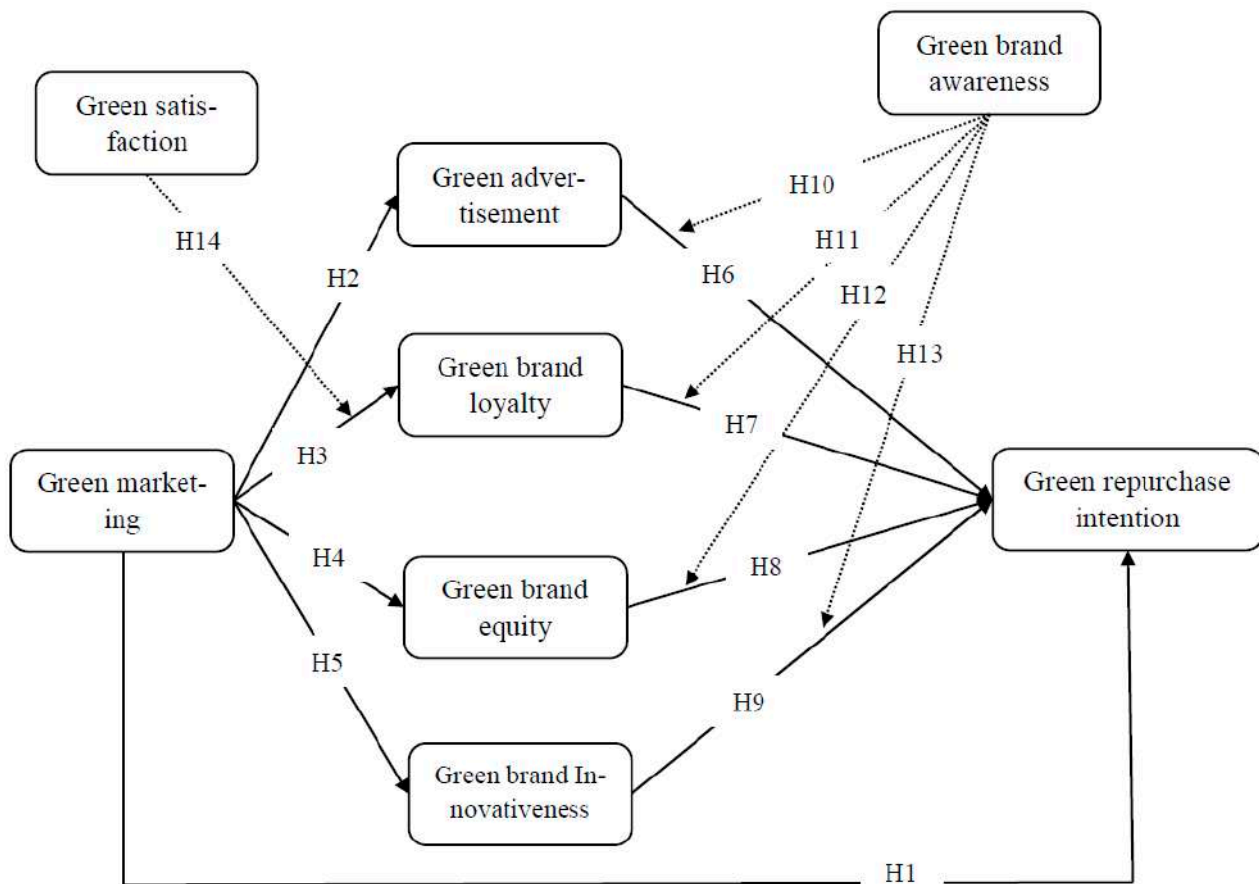 Green brand
awareness
Green satis-
faction
Green adver-
tisement
H10
H14
H11
H2
H6
H12
H13
Green brand
loyalty
H3
H7
Green market-
ing
Green repurchase
intention
H4
H8
Green brand
equity
H5
H9
Green brand In-
novativeness
H1